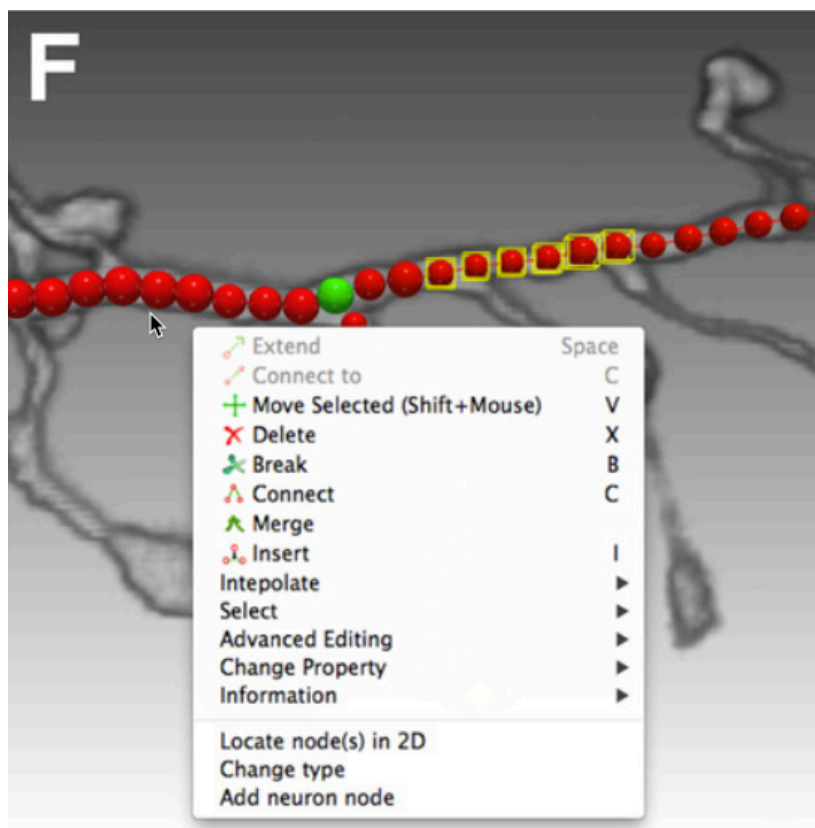 F
Extend Space
Connect to C
Move Selected (Shift+Mouse) V
Delete X
Break B
Connect C
Merge
Insert I
Intepolate
Select
Advanced Editing
Change Property
Information
Locate node(s) in 2D
Change type
Add neuron node